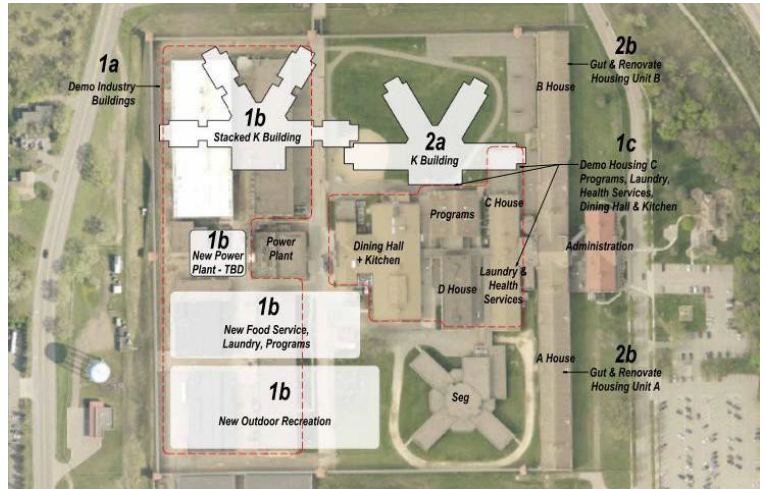 1a
Demo Industry
Buildings
1b
Stacked K Building
2a
K Building
B House
2b
Gut & Renovate
Housing Unit B
1c
Demo Housing C
Programs, Laundry,
Health Services,
Dining Hall & Kitchen
1b
New Power
Plant - TBD
Power
Plant
Dining Hall
+ Kitchen
Programs
C House
D House
Laundry &
Health
Services
Administration
1b
New Food Service,
Laundry, Programs
1b
New Outdoor Recreation
Seg
A House
2b
Gut & Renovate
Housing Unit A